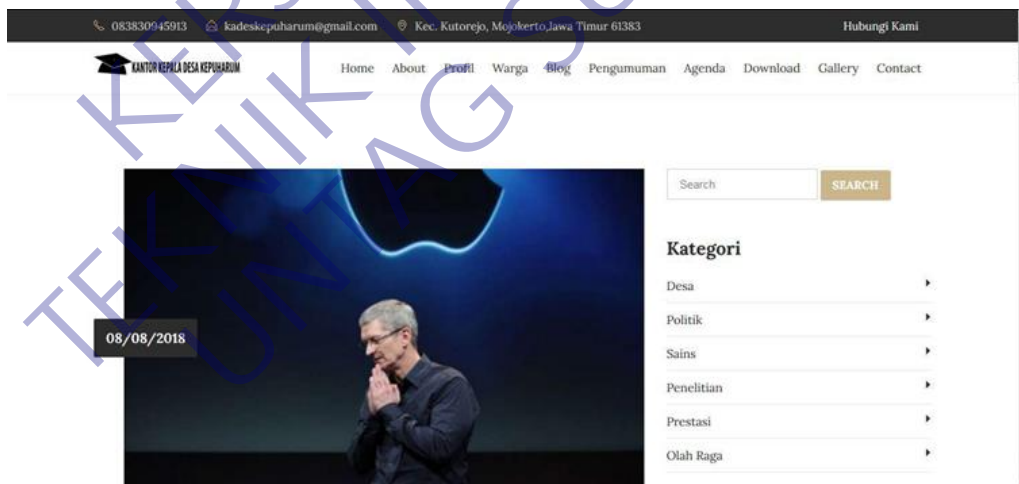 083830945913 kadeskepuharum@gmail.com Kec. Kutorejo, Mojokerto,Jawa Timur 61383 Hubungi Kami
KANTOR KEPALA DESA KEPUHARUM Home About Profil Warga Blog Pengumuman Agenda Download Gallery Contact
Search SEARCH
Kategori
Desa
08/08/2018
Politik
Sains
Penelitian
Prestasi
Olah Raga
TEKNIK
UNTAG